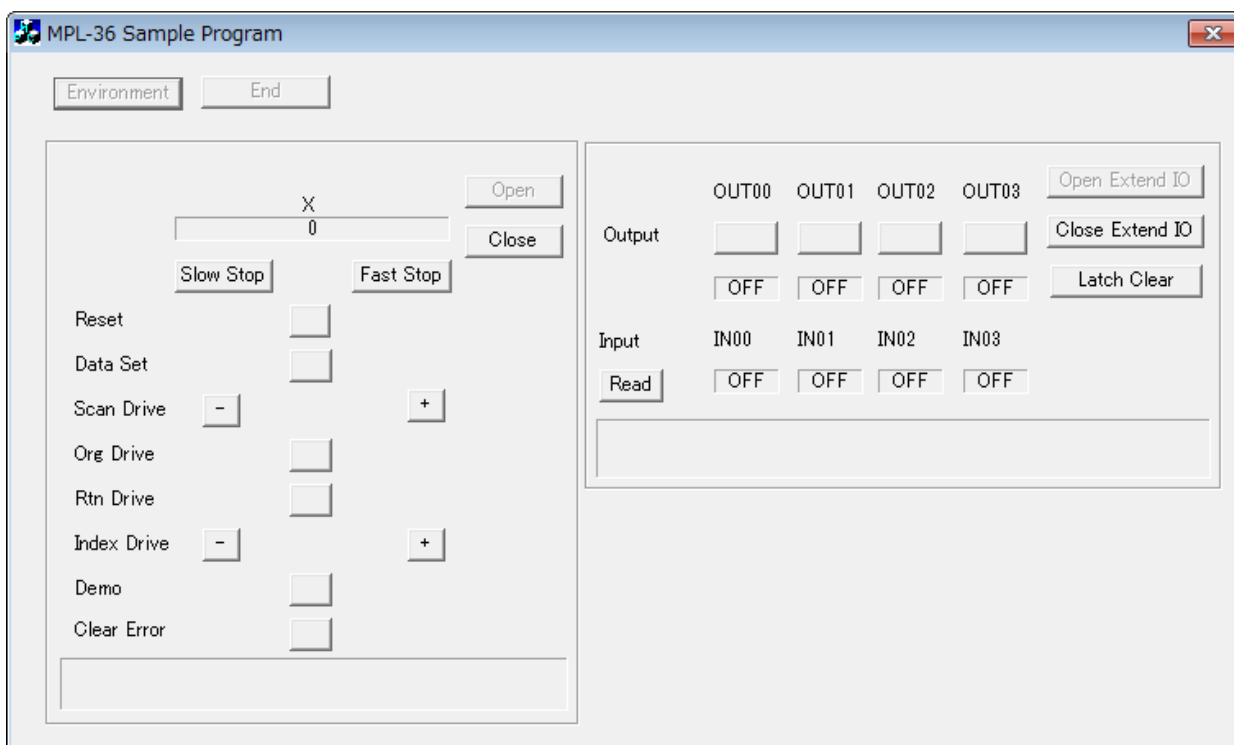 MPL-36 Sample Program
Environment End
X
Open
0
Close
Slow Stop Fast Stop
Reset
Data Set
Scan Drive - +
Org Drive
Rtn Drive
Index Drive - +
Demo
Clear Error
OUT00 OUT01 OUT02 OUT03 Open Extend IO
Output Close Extend IO
OFF OFF OFF OFF Latch Clear
Input IN00 IN01 IN02 IN03
Read OFF OFF OFF OFF